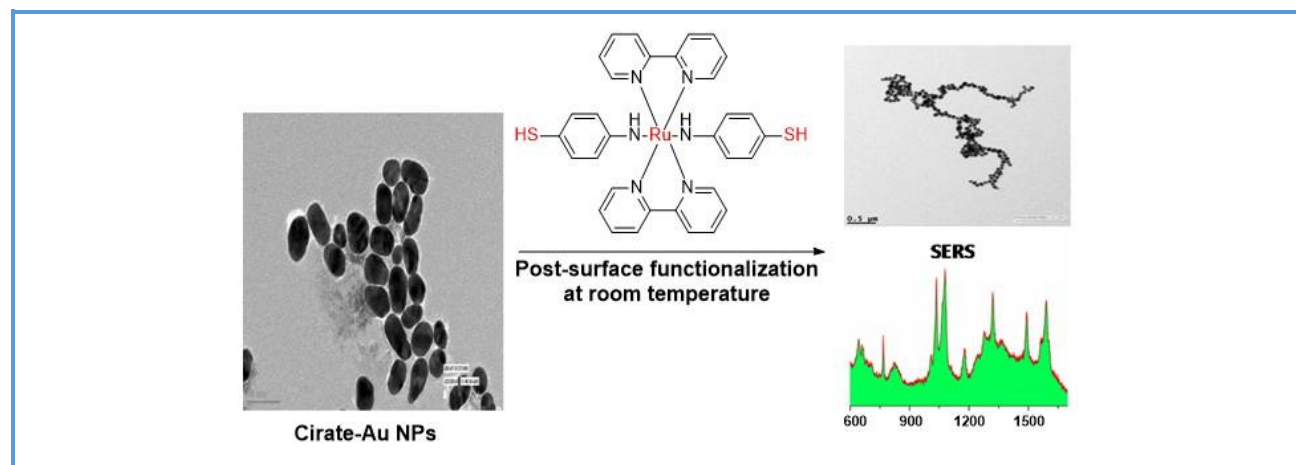 N N
H H
HS N Ru N SH
N N
0.5 µm
SERS
Post-surface functionalization
at room temperature
600 900 1200 1500
Cirate-Au NPs